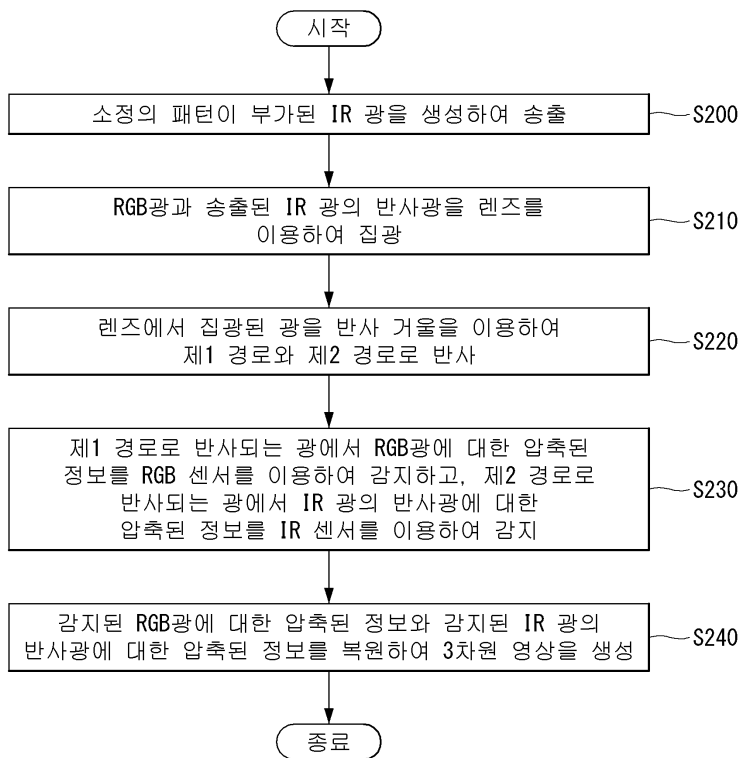 시작
소정의 패턴이 부가된 IR 광을 생성하여 송출
S200
RGB광과 송출된 IR 광의 반사광을 렌즈를
이용하여 집광
S210
렌즈에서 집광된 광을 반사 거울을 이용하여
제1 경로와 제2 경로로 반사
S220
제1 경로로 반사되는 광에서 RGB광에 대한 압축된
정보를 RGB 센서를 이용하여 감지하고, 제2 경로로
반사되는 광에서 IR 광의 반사광에 대한
압축된 정보를 IR 센서를 이용하여 감지
S230
감지된 RGB광에 대한 압축된 정보와 감지된 IR 광의
반사광에 대한 압축된 정보를 복원하여 3차원 영상을 생성
S240
종료